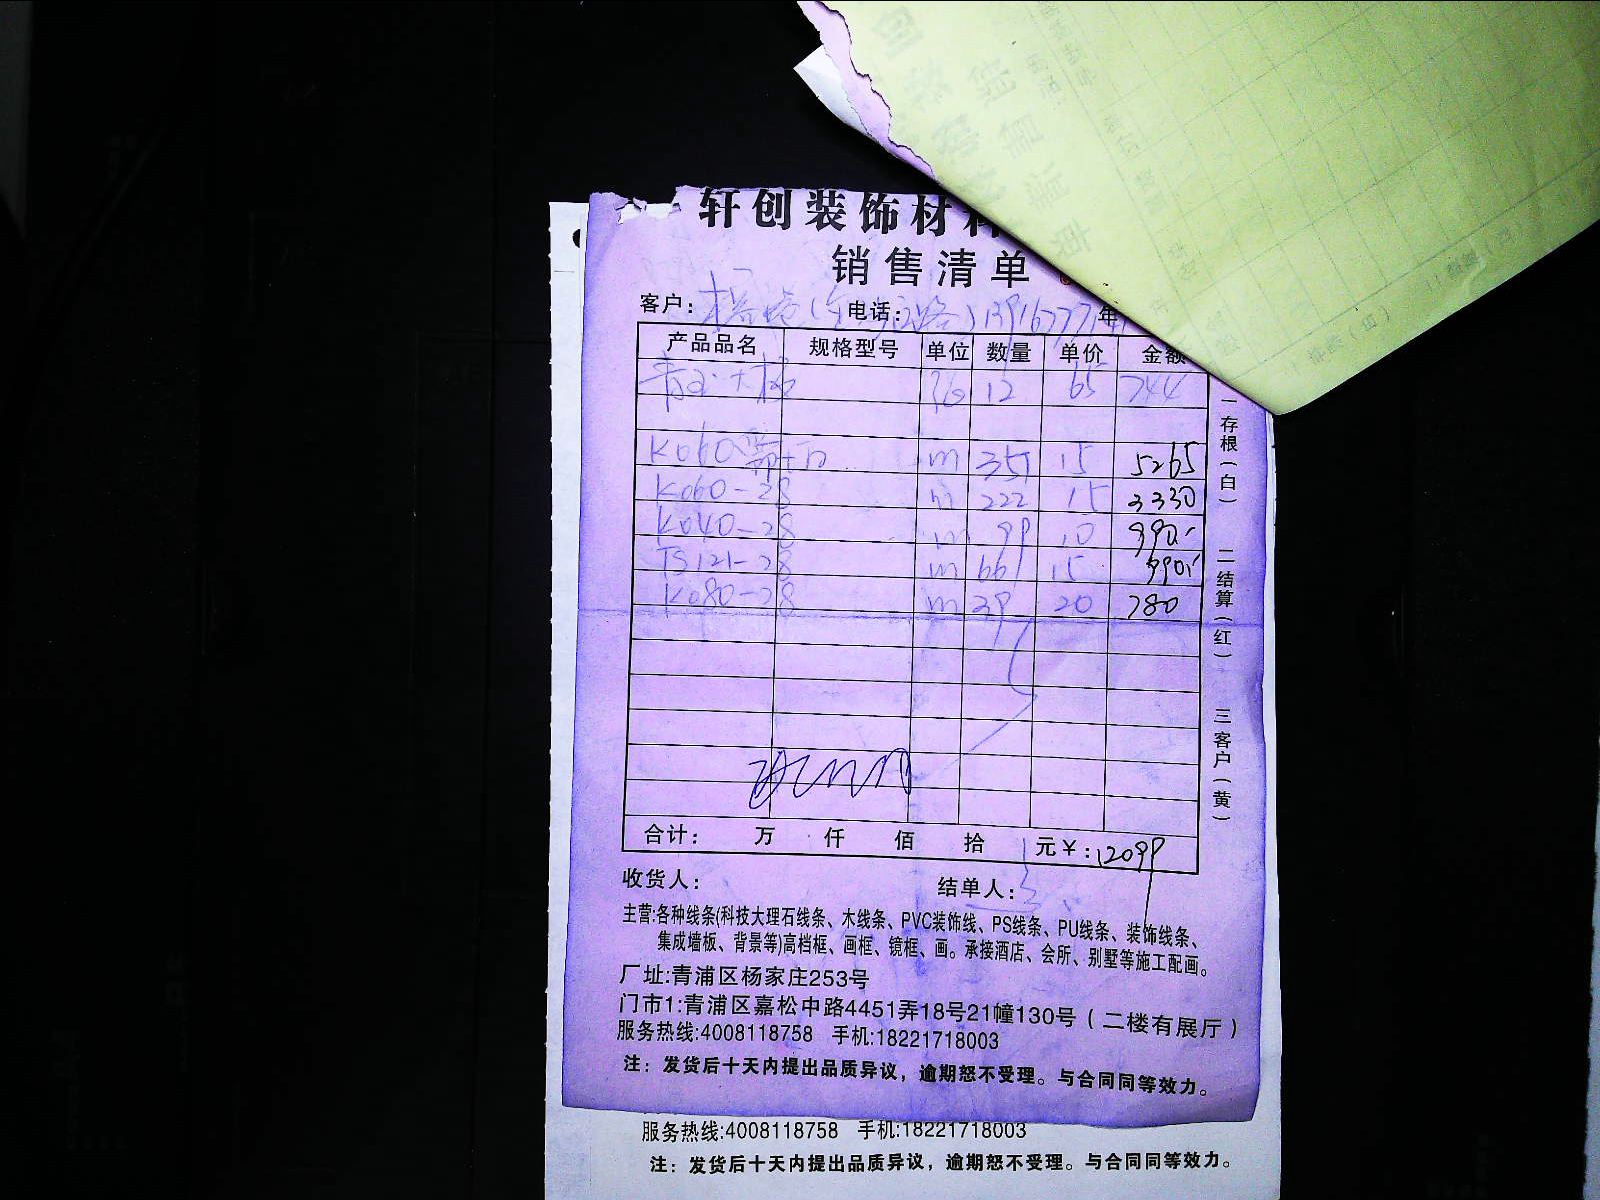 轩创装饰材
销售清单
客户: 电话: 年
产品品名 规格型号 单位 数量 单价 金额
12 65 744
K060 m 351 15 5265
K060-28 m 222 15 3330
K040-28 m 99 10 990.-
TS121-28 m 66 15 990.-
K080-28 m 39 20 780
合计: 万 仟 佰 拾 元¥: 12099
收货人: 结单人:
主营:各种线条(科技大理石线条、木线条、PVC装饰线、PS线条、PU线条、装饰线条、
集成墙板、背景等)高档框、画框、镜框、画。承接酒店、会所、别墅等施工配画。
厂址:青浦区杨家庄253号
门市1:青浦区嘉松中路4451弄18号21幢130号（二楼有展厅）
服务热线:4008118758 手机:18221718003
注: 发货后十天内提出品质异议，逾期恕不受理。与合同同等效力。
一存根(白) 二结算(红) 三客户(黄)
服务热线:4008118758 手机:18221718003
注: 发货后十天内提出品质异议，逾期恕不受理。与合同同等效力。